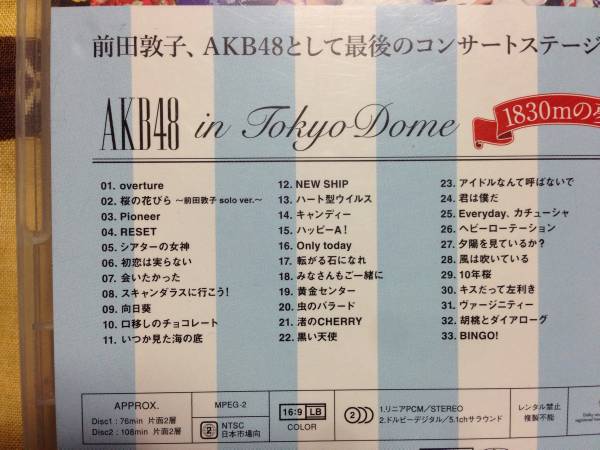 前田敦子、AKB48として最後のコンサートステージ
AKB48 in Tokyo Dome
1830mの夢
01. overture
02. 桜の花びら ～前田敦子 solo ver.～
03. Pioneer
04. RESET
05. シアターの女神
06. 初恋は実らない
07. 会いたかった
08. スキャンダラスに行こう!
09. 向日葵
10. 口移しのチョコレート
11. いつか見た海の底
12. NEW SHIP
13. ハート型ウイルス
14. キャンディー
15. ハッピーA!
16. Only today
17. 転がる石になれ
18. みなさんもご一緒に
19. 黄金センター
20. 虫のバラード
21. 渚のCHERRY
22. 黒い天使
23. アイドルなんて呼ばないで
24. 君は僕だ
25. Everyday、カチューシャ
26. ヘビーローテーション
27. 夕陽を見ているか?
28. 風は吹いている
29. 10年桜
30. キスだって左利き
31. ヴァージニティー
32. 胡桃とダイアローグ
33. BINGO!
APPROX.
Disc1 : 76min 片面2層
Disc2 : 108min 片面2層
MPEG-2
2 NTSC 日本市場向
16:9 LB
COLOR
2
1.リニアPCM／STEREO
2.ドルビーデジタル／5.1chサラウンド
レンタル禁止
複製不能